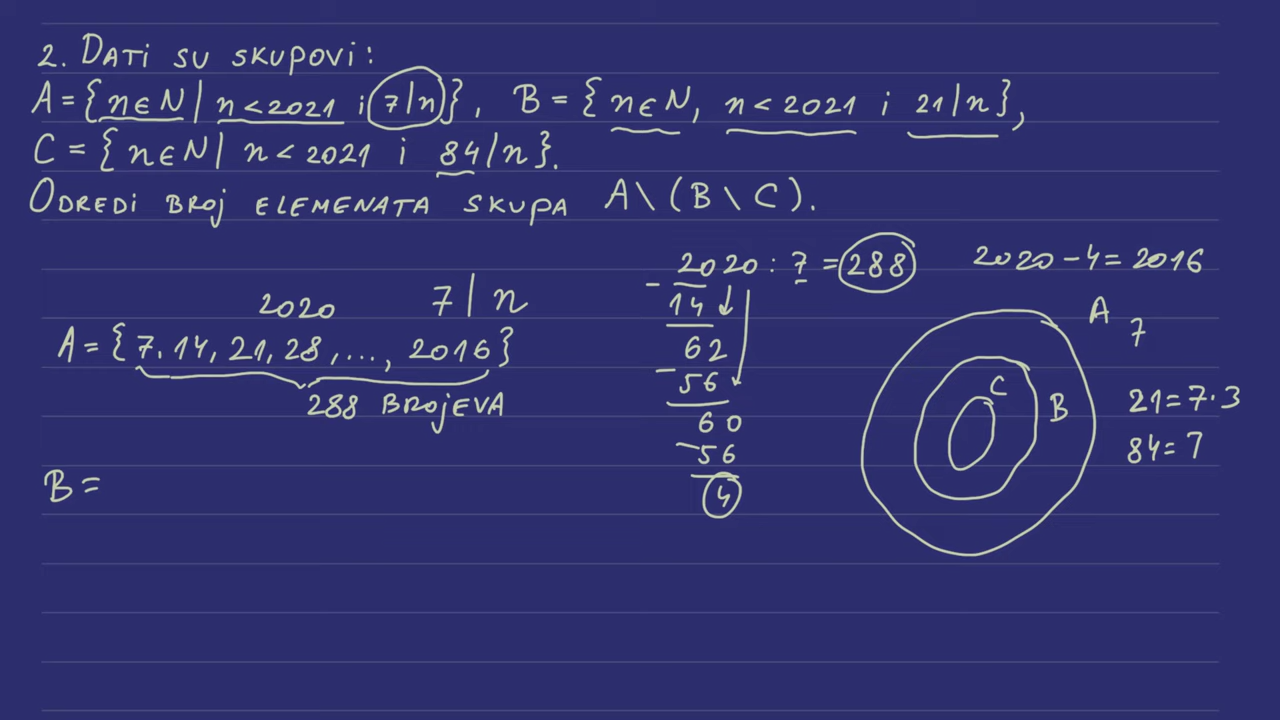 2. DATI SU SKUPOVI:
A = {n∈N | n < 2021 i 7|n}, B = {n∈N, n < 2021 i 21|n},
C = {n∈N | n < 2021 i 84|n}.
ODREDI BROJ ELEMENATA SKUPA A \ (B \ C).
2020 7|n
A = {7. 14, 21, 28, ..., 2016}
288 BROJEVA
B =
2020 : 7 = 288
- 14
62
- 56
60
- 56
4
2020 - 4 = 2016
A
7
C
B
21 = 7·3
84 = 7